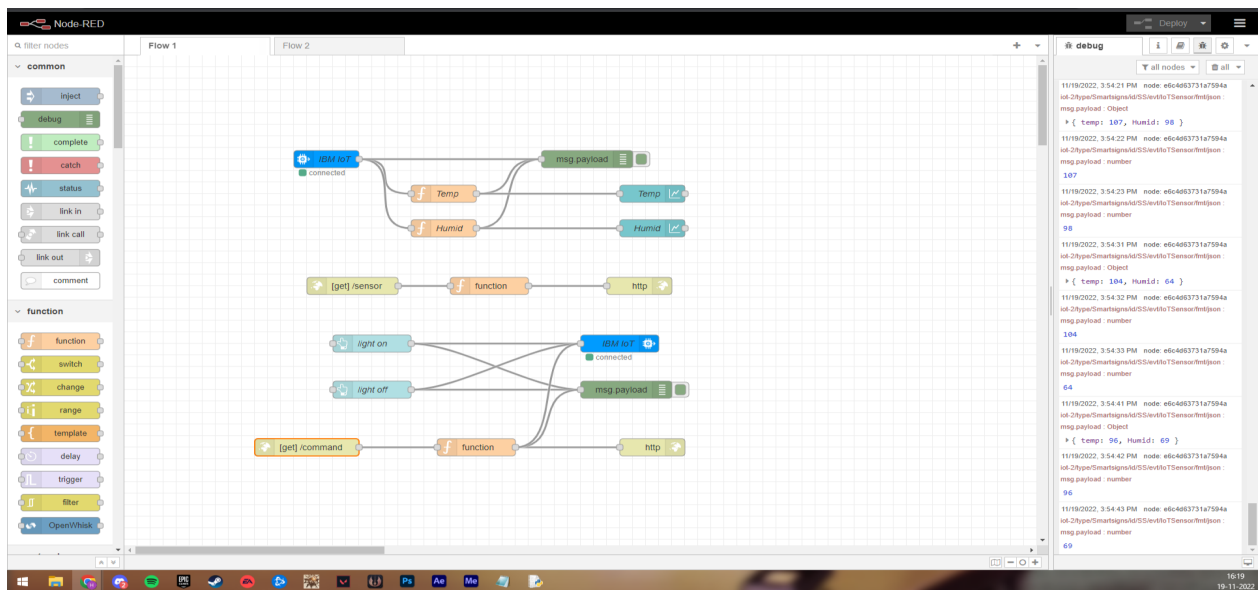 Node-RED
Deploy
filter nodes
Flow 1
Flow 2
debug
i
all nodes
all
common
inject
debug
complete
catch
status
link in
link call
link out
comment
function
function
switch
change
range
template
delay
trigger
filter
OpenWhisk
IBM IoT
connected
msg.payload
Temp
Temp
Humid
Humid
[get] /sensor
function
http
light on
IBM IoT
connected
light off
msg.payload
[get] /command
function
http
11/19/2022, 3:54:21 PM node: e6c4d63731a7594a
iot-2/type/Smartsigns/id/SS/evt/IoTSensor/fmt/json :
msg.payload : Object
{ temp: 107, Humid: 98 }
11/19/2022, 3:54:22 PM node: e6c4d63731a7594a
iot-2/type/Smartsigns/id/SS/evt/IoTSensor/fmt/json :
msg.payload : number
107
11/19/2022, 3:54:23 PM node: e6c4d63731a7594a
iot-2/type/Smartsigns/id/SS/evt/IoTSensor/fmt/json :
msg.payload : number
98
11/19/2022, 3:54:31 PM node: e6c4d63731a7594a
iot-2/type/Smartsigns/id/SS/evt/IoTSensor/fmt/json :
msg.payload : Object
{ temp: 104, Humid: 64 }
11/19/2022, 3:54:32 PM node: e6c4d63731a7594a
iot-2/type/Smartsigns/id/SS/evt/IoTSensor/fmt/json :
msg.payload : number
104
11/19/2022, 3:54:33 PM node: e6c4d63731a7594a
iot-2/type/Smartsigns/id/SS/evt/IoTSensor/fmt/json :
msg.payload : number
64
11/19/2022, 3:54:41 PM node: e6c4d63731a7594a
iot-2/type/Smartsigns/id/SS/evt/IoTSensor/fmt/json :
msg.payload : Object
{ temp: 96, Humid: 69 }
11/19/2022, 3:54:42 PM node: e6c4d63731a7594a
iot-2/type/Smartsigns/id/SS/evt/IoTSensor/fmt/json :
msg.payload : number
96
11/19/2022, 3:54:43 PM node: e6c4d63731a7594a
iot-2/type/Smartsigns/id/SS/evt/IoTSensor/fmt/json :
msg.payload : number
69
EPIC
EA
Ps
Ae
Me
16:19
19-11-2022